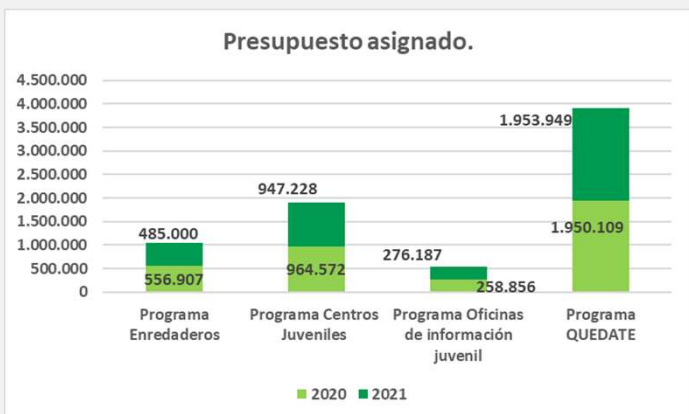 Presupuesto asignado.
4.500.000
4.000.000
3.500.000
3.000.000
2.500.000
2.000.000
1.500.000
1.000.000
500.000
0
485.000
556.907
947.228
964.572
276.187
258.856
1.953.949
1.950.109
Programa
Enredaderos
Programa Centros
Juveniles
Programa Oficinas
de información
juvenil
Programa
QUEDATE
2020
2021